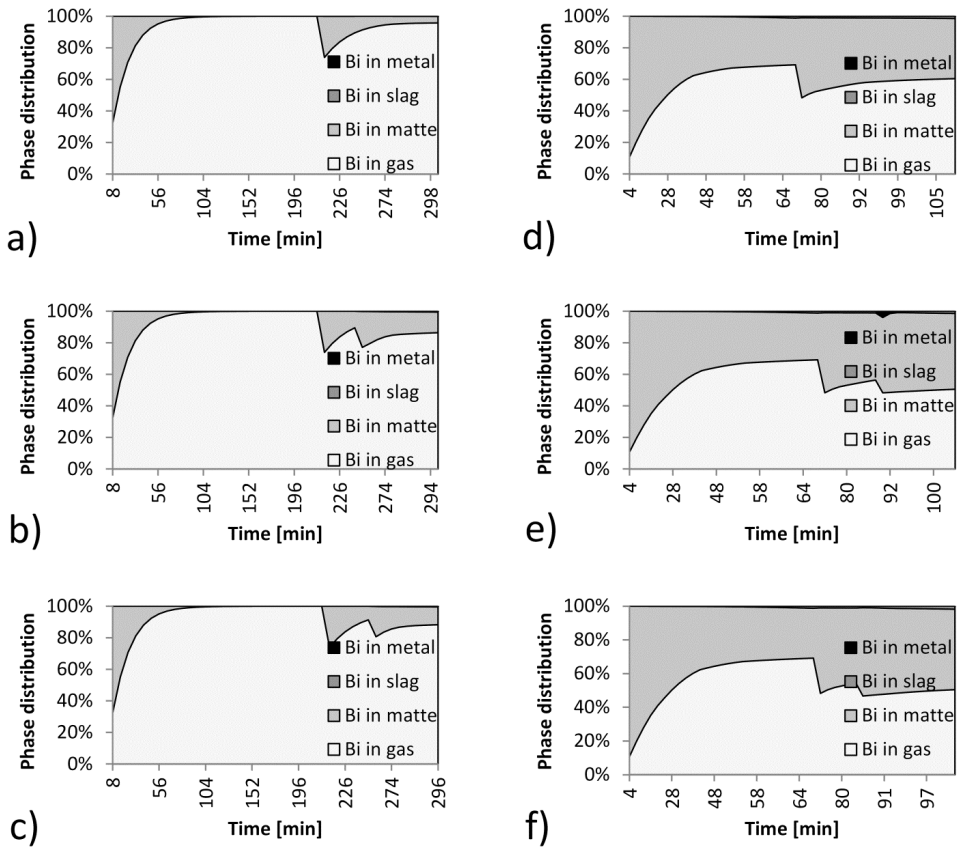 Phase distribution
100%
80%
60%
40%
20%
0%
Bi in metal
Bi in slag
Bi in matte
Bi in gas
8
56
104
152
196
226
274
298
Time [min]
a)
Phase distribution
100%
80%
60%
40%
20%
0%
Bi in metal
Bi in slag
Bi in matte
Bi in gas
4
28
48
58
64
80
92
99
105
Time [min]
d)
Phase distribution
100%
80%
60%
40%
20%
0%
Bi in metal
Bi in slag
Bi in matte
Bi in gas
8
56
104
152
196
226
274
294
Time [min]
b)
Phase distribution
100%
80%
60%
40%
20%
0%
Bi in metal
Bi in slag
Bi in matte
Bi in gas
4
28
48
58
64
80
92
100
Time [min]
e)
Phase distribution
100%
80%
60%
40%
20%
0%
Bi in metal
Bi in slag
Bi in matte
Bi in gas
8
56
104
152
196
226
274
296
Time [min]
c)
Phase distribution
100%
80%
60%
40%
20%
0%
Bi in metal
Bi in slag
Bi in matte
Bi in gas
4
28
48
58
64
80
91
97
Time [min]
f)